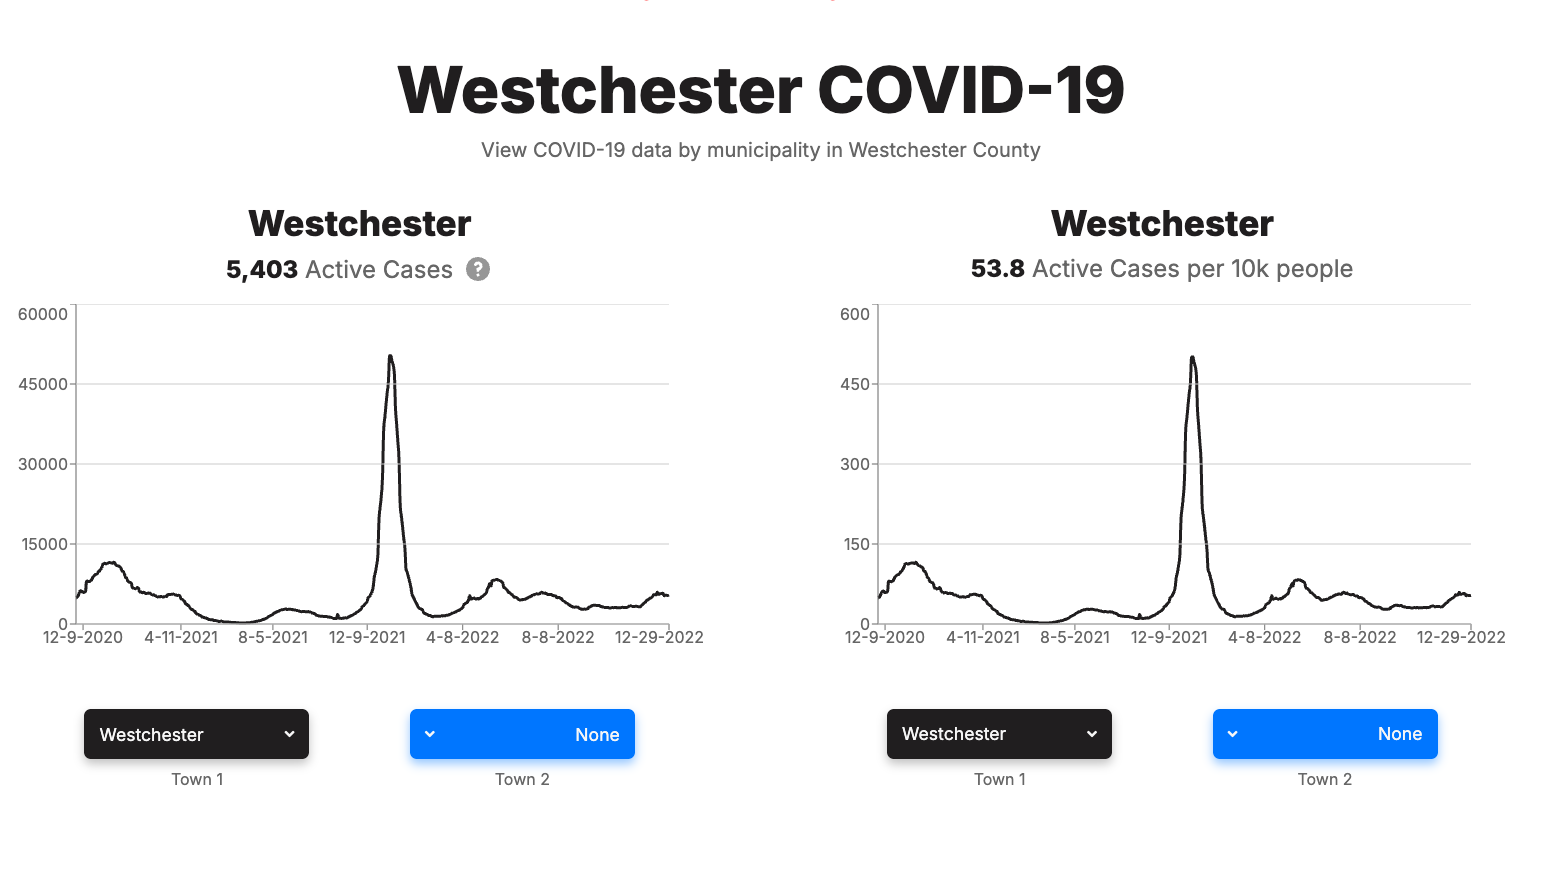 Westchester COVID-19
View COVID-19 data by municipality in Westchester County
Westchester
5,403 Active Cases ?
60000
45000
30000
15000
0
12-9-2020 4-11-2021 8-5-2021 12-9-2021 4-8-2022 8-8-2022 12-29-2022
Westchester
None
Town 1
Town 2
Westchester
53.8 Active Cases per 10k people
600
450
300
150
0
12-9-2020 4-11-2021 8-5-2021 12-9-2021 4-8-2022 8-8-2022 12-29-2022
Westchester
None
Town 1
Town 2